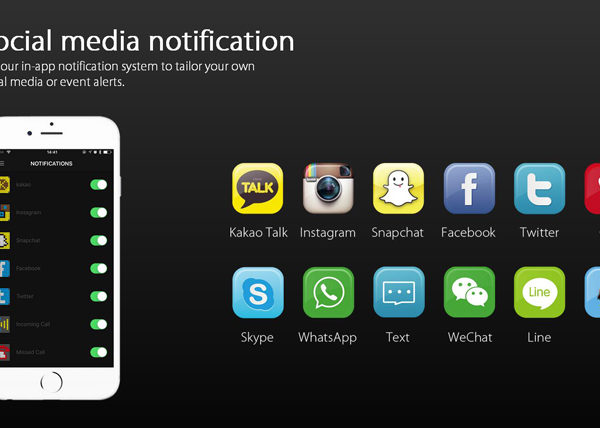 ocial media notification
our in-app notification system to tailor your own
al media or event alerts.
14:41
NOTIFICATIONS
kakao
Instagram
Snapchat
Facebook
Twitter
Incoming Call
Missed Call
TALK
Kakao Talk Instagram Snapchat Facebook Twitter
Line
Skype WhatsApp Text WeChat Line